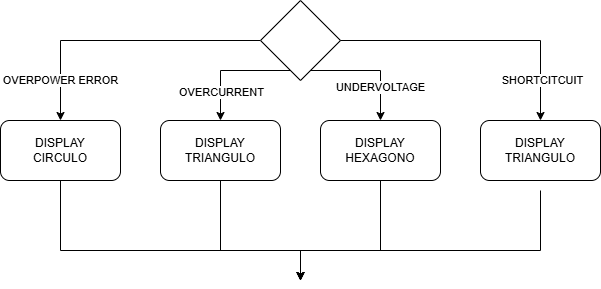 OVERPOWER ERROR
OVERCURRENT
UNDERVOLTAGE
SHORTCITCUIT
DISPLAY
CIRCULO
DISPLAY
TRIANGULO
DISPLAY
HEXAGONO
DISPLAY
TRIANGULO